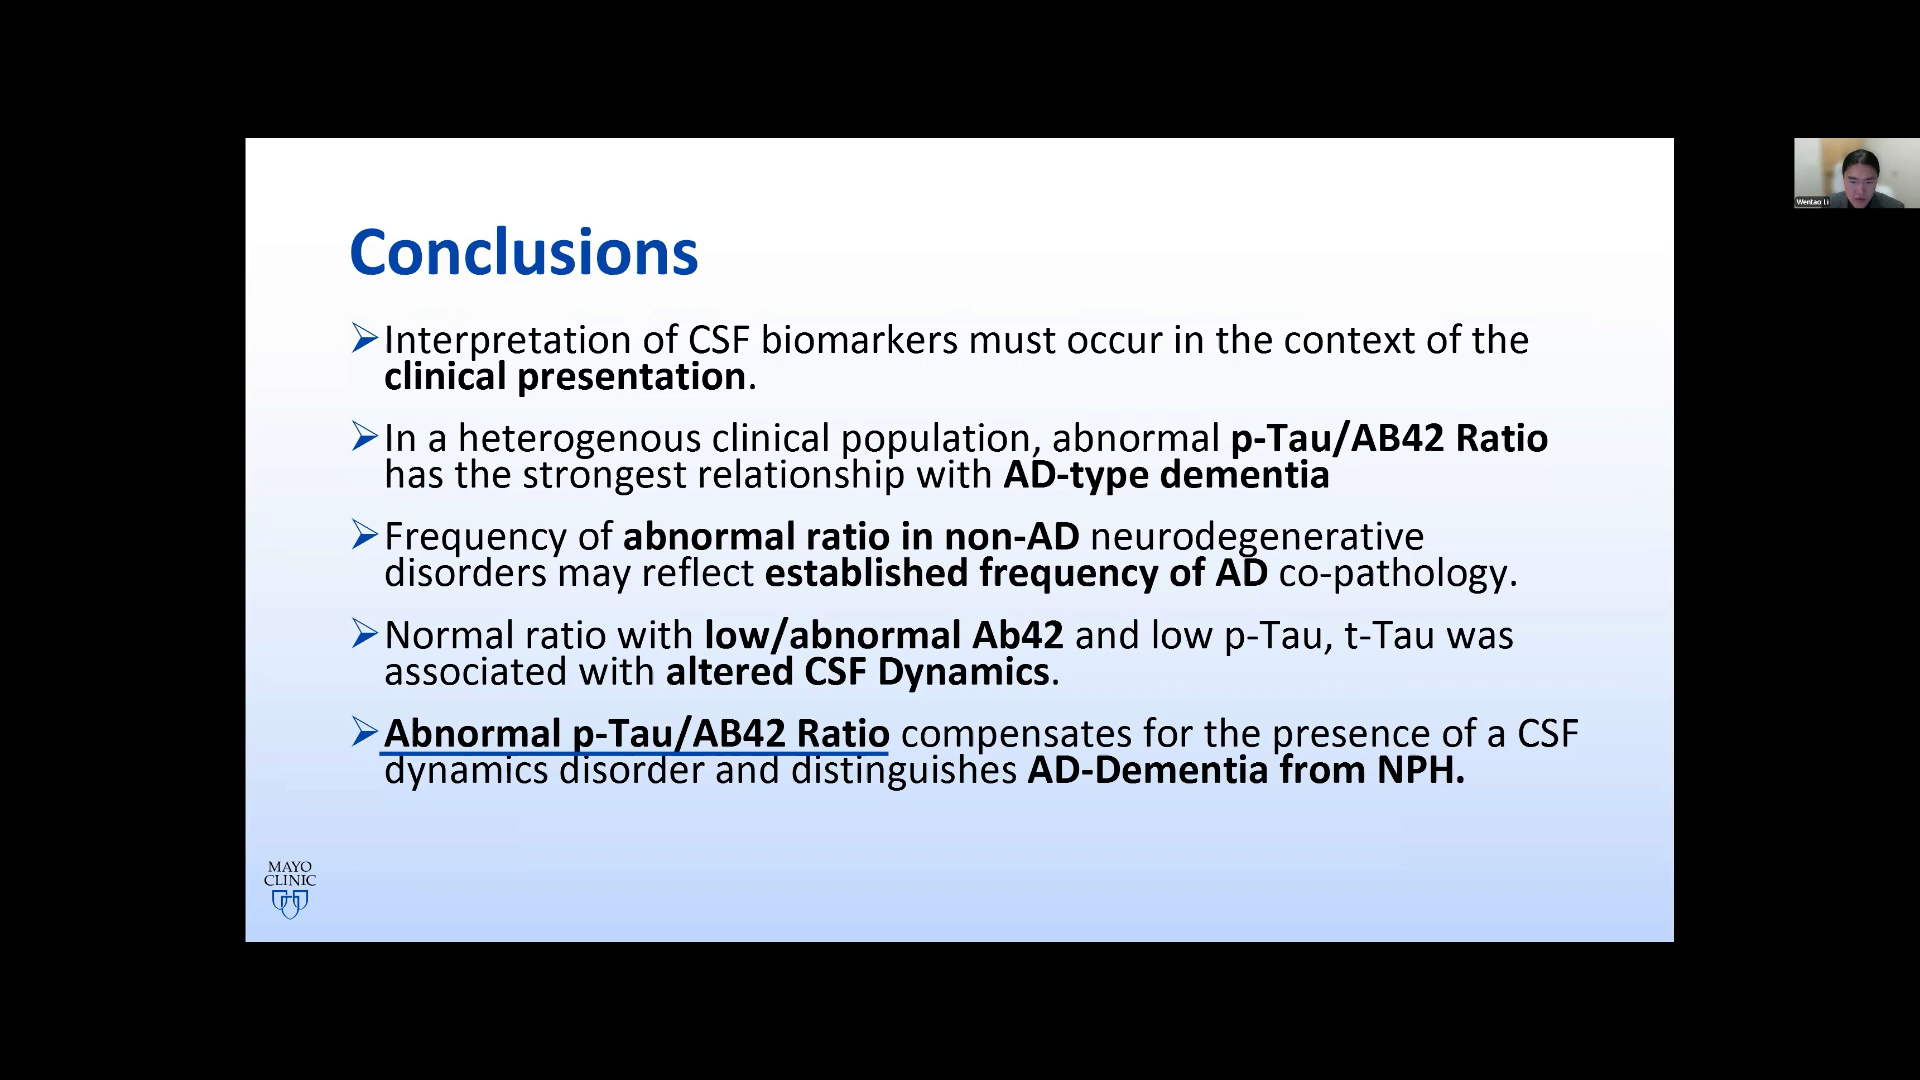 Conclusions
Interpretation of CSF biomarkers must occur in the context of the
clinical presentation.
In a heterogenous clinical population, abnormal p-Tau/AB42 Ratio
has the strongest relationship with AD-type dementia
Frequency of abnormal ratio in non-AD neurodegenerative
disorders may reflect established frequency of AD co-pathology.
Normal ratio with low/abnormal Ab42 and low p-Tau, t-Tau was
associated with altered CSF Dynamics.
Abnormal p-Tau/AB42 Ratio compensates for the presence of a CSF
dynamics disorder and distinguishes AD-Dementia from NPH.
MAYO
CLINIC
Wentao Li